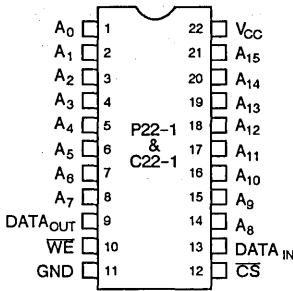 A0 1 22 VCC
A1 2 21 A15
A2 3 20 A14
A3 4 19 A13
A4 5 18 A12
P22-1
&
C22-1
A5 6 17 A11
A6 7 16 A10
A7 8 15 A9
DATAOUT 9 14 A8
WE 10 13 DATA IN
GND 11 12 CS